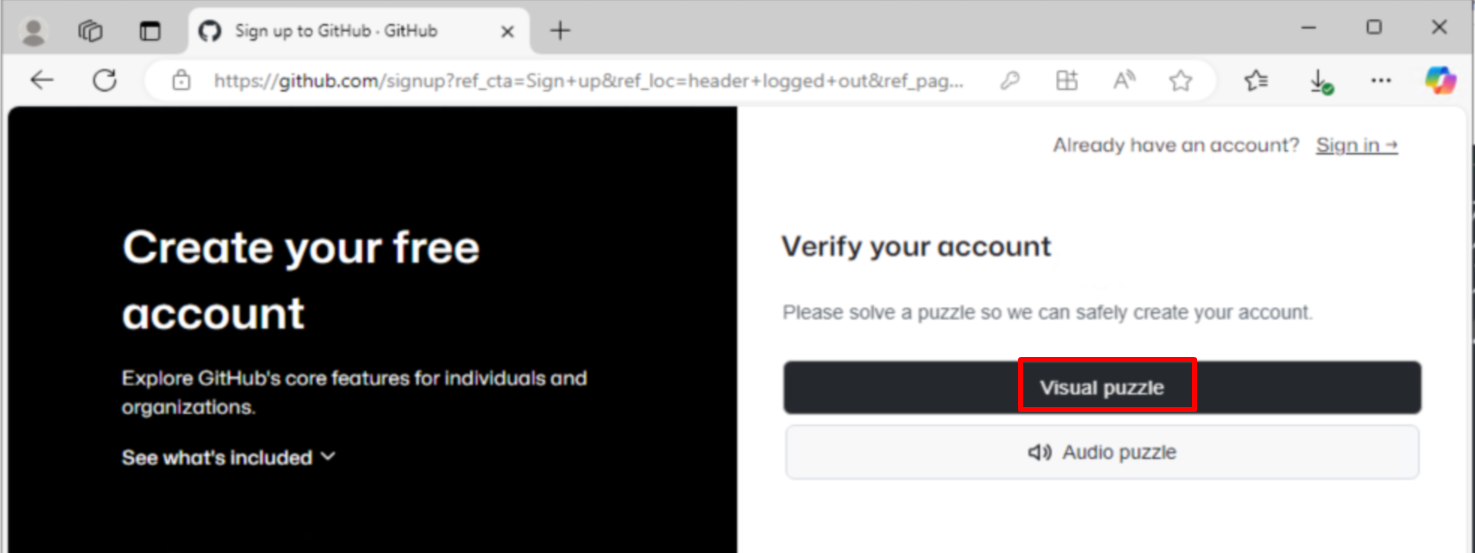 Sign up to GitHub · GitHub
https://github.com/signup?ref_cta=Sign+up&ref_loc=header+logged+out&ref_pag...
Already have an account? Sign in →
Create your free
account
Explore GitHub's core features for individuals and
organizations.
See what's included
Verify your account
Please solve a puzzle so we can safely create your account.
Visual puzzle
Audio puzzle